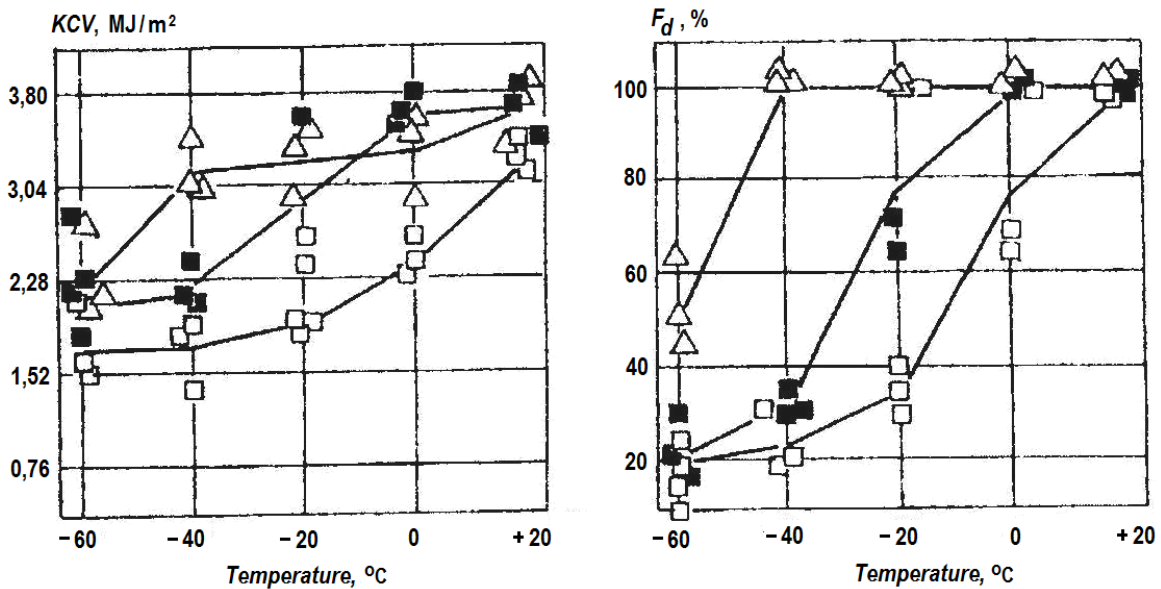 KCV, MJ/m²
3,80
3,04
2,28
1,52
0,76
−60 −40 −20 0 +20
Temperature, °C
F_d, %
100
80
60
40
20
−60 −40 −20 0 +20
Temperature, °C